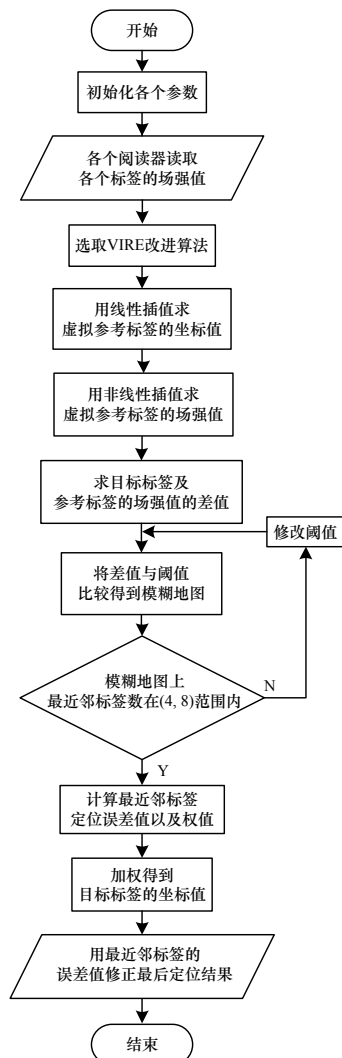 开始
初始化各个参数
各个阅读器读取
各个标签的场强值
选取VIRE改进算法
用线性插值求
虚拟参考标签的坐标值
用非线性插值求
虚拟参考标签的场强值
求目标标签及
参考标签的场强值的差值
修改阈值
将差值与阈值
比较得到模糊地图
模糊地图上
最近邻标签数在(4, 8)范围内
N
Y
计算最近邻标签
定位误差值以及权值
加权得到
目标标签的坐标值
用最近邻标签的
误差值修正最后定位结果
结束